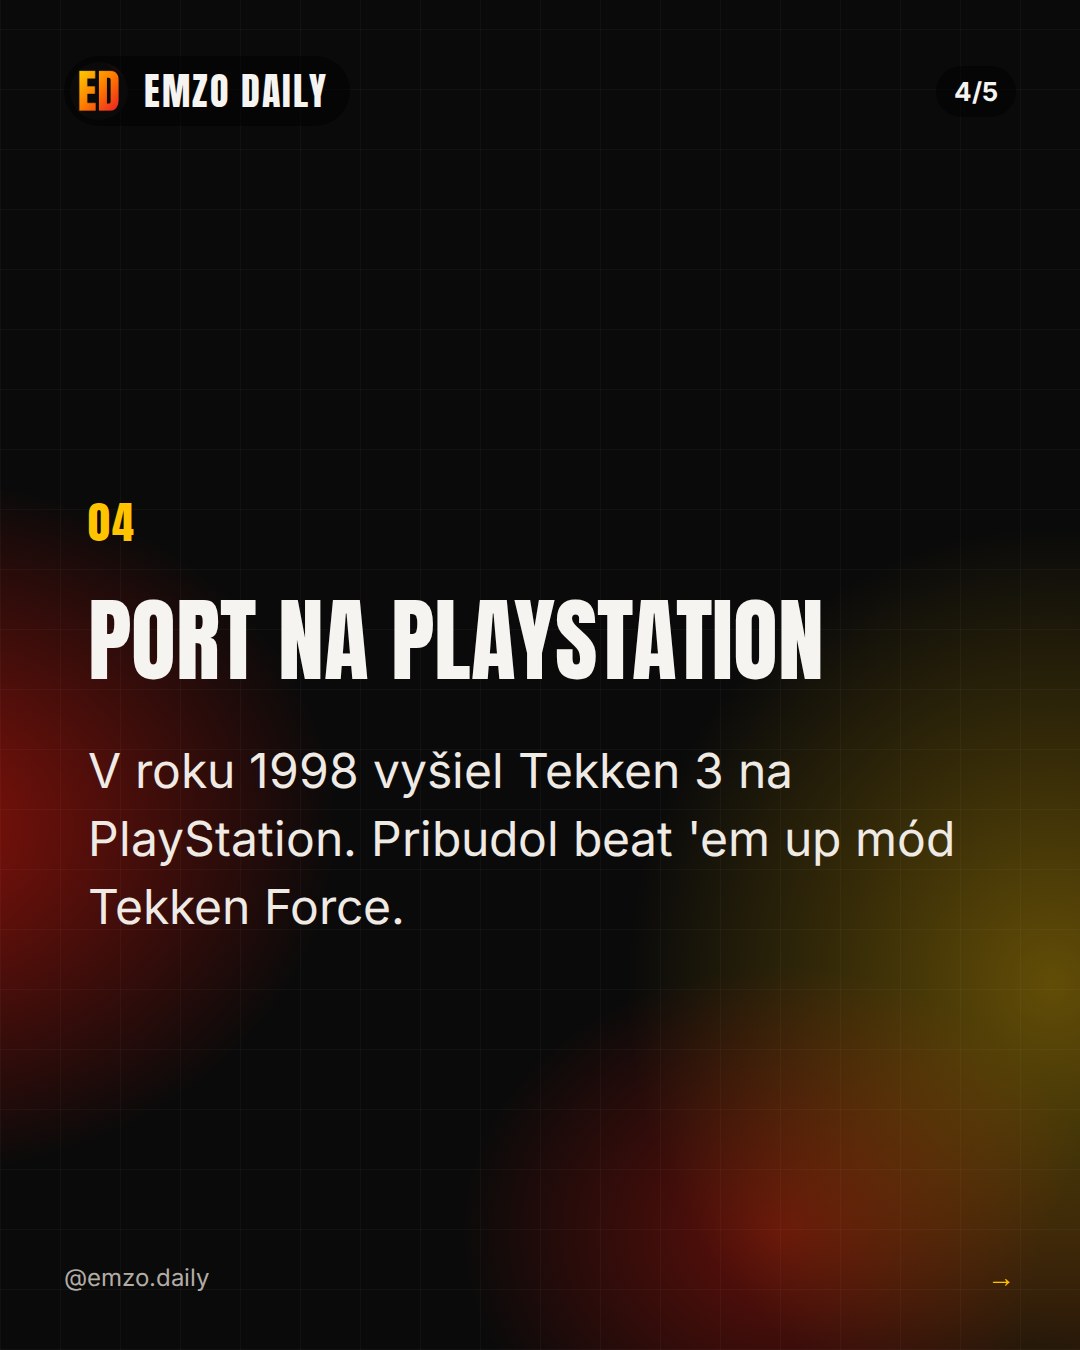 ED EMZO DAILY
4/5
04
PORT NA PLAYSTATION
V roku 1998 vyšiel Tekken 3 na
PlayStation. Pribudol beat 'em up mód
Tekken Force.
@emzo.daily
→